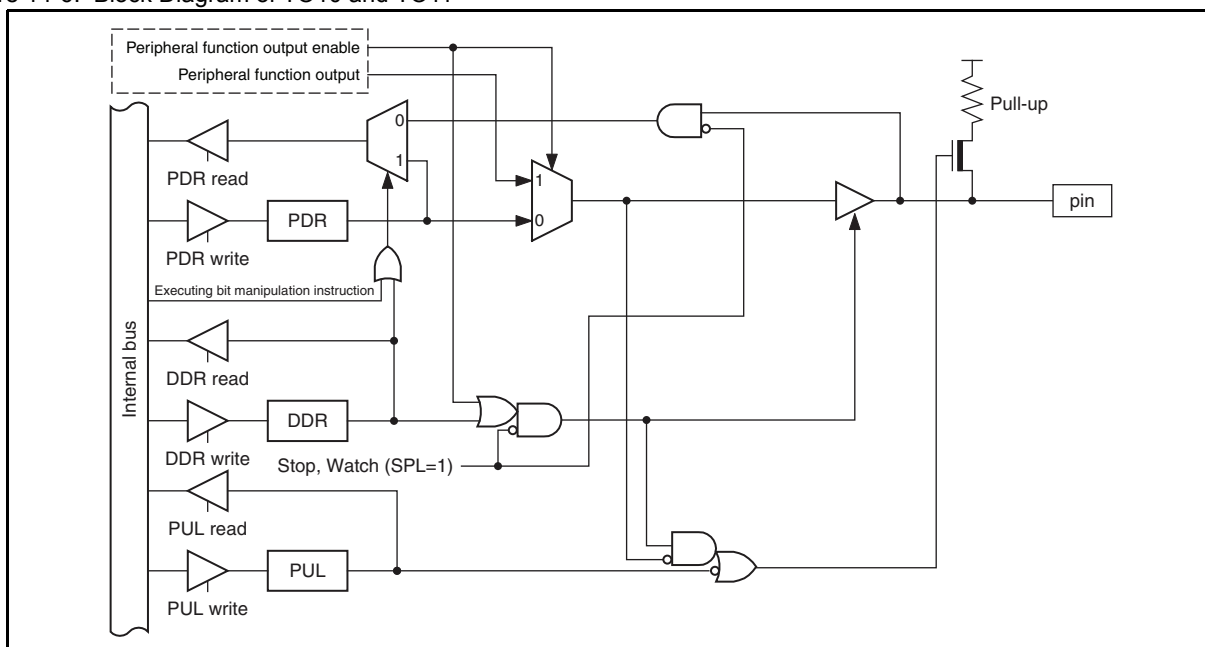 Peripheral function output enable
Peripheral function output
Pull-up
0
1
PDR read
1
0
pin
PDR
PDR write
Executing bit manipulation instruction
Internal bus
DDR read
DDR
DDR write
Stop, Watch (SPL=1)
PUL read
PUL
PUL write